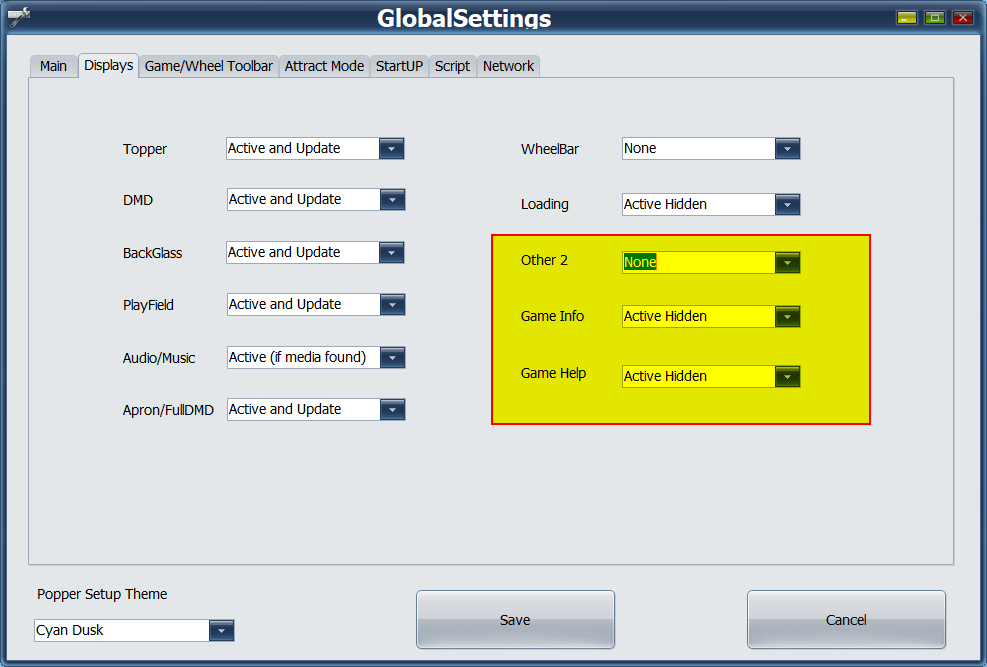 GlobalSettings
Main Displays Game/Wheel Toolbar Attract Mode StartUP Script Network
Topper Active and Update
DMD Active and Update
BackGlass Active and Update
PlayField Active and Update
Audio/Music Active (if media found)
Apron/FullDMD Active and Update
WheelBar None
Loading Active Hidden
Other 2 None
Game Info Active Hidden
Game Help Active Hidden
Popper Setup Theme
Cyan Dusk
Save
Cancel